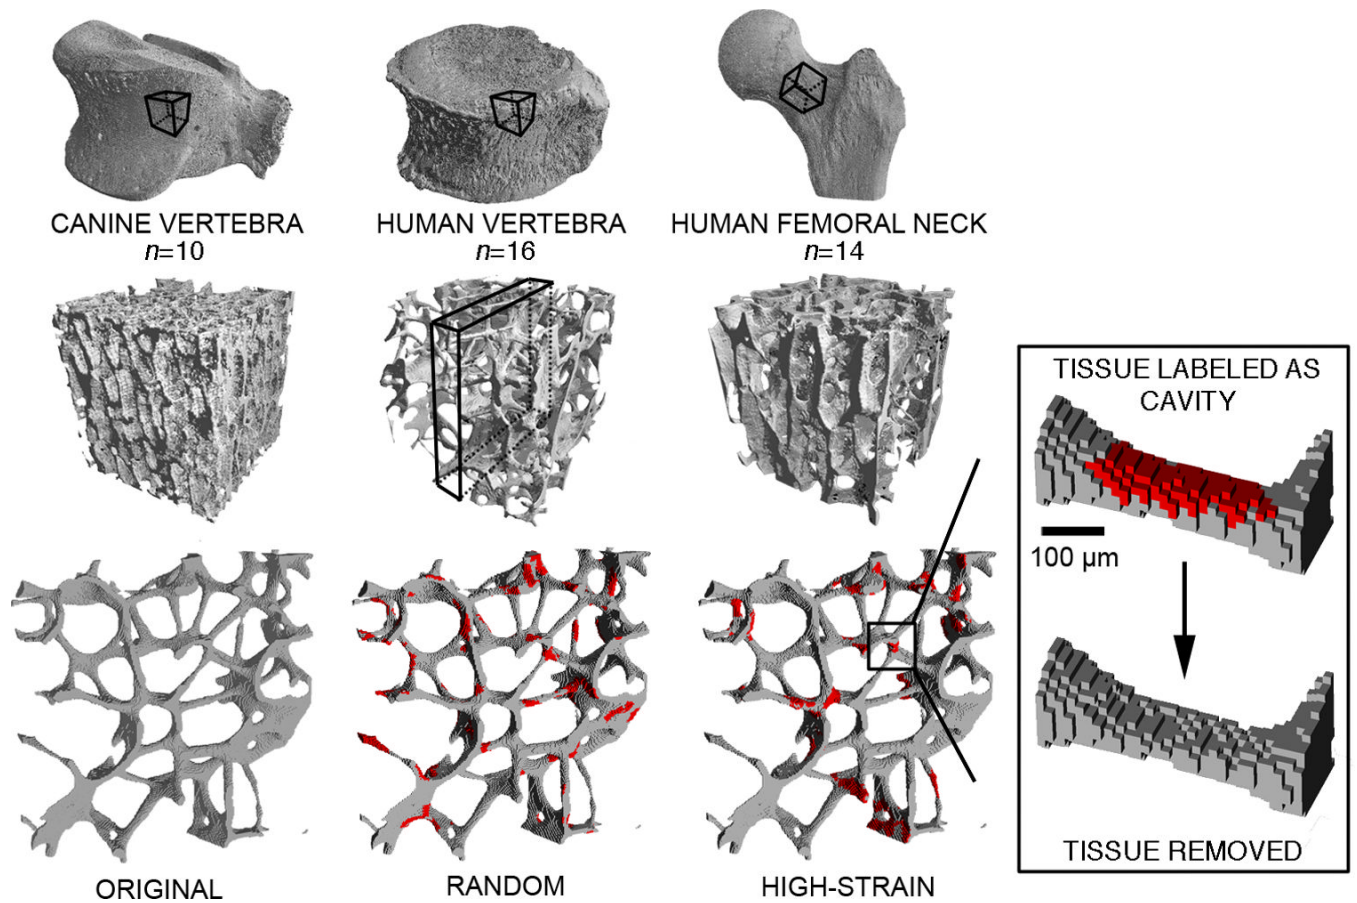 CANINE VERTEBRA
n=10
HUMAN VERTEBRA
n=16
HUMAN FEMORAL NECK
n=14
TISSUE LABELED AS
CAVITY
100 µm
TISSUE REMOVED
ORIGINAL
RANDOM
HIGH-STRAIN